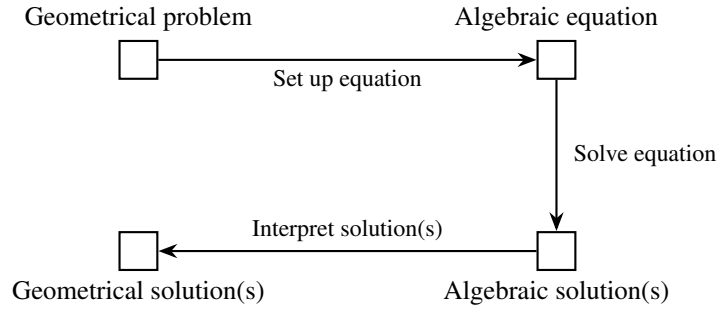 Geometrical problem
Algebraic equation
Set up equation
Solve equation
Interpret solution(s)
Geometrical solution(s)
Algebraic solution(s)